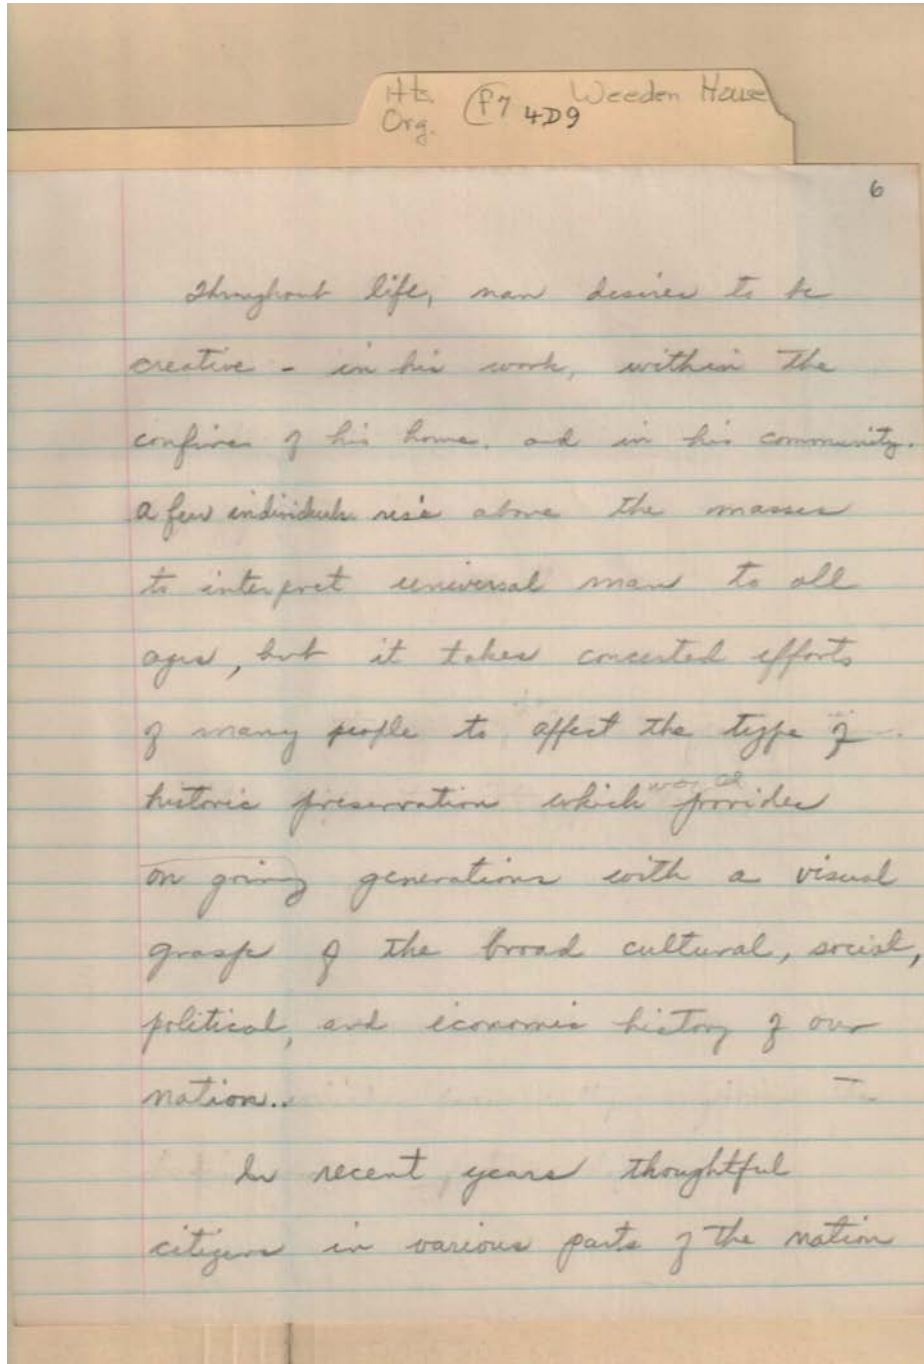 Hts. (f7 4D9 Weeden House
Org.
6
Throughout life, man desires to be
creative - in his work, within the
confines of his home, and in his community.
A few individuals rise above the masses
to interpret universal man to all
ages, but it takes concerted efforts
of many people to affect the type of
historic preservation which provides
on going generations with a visual
grasp of the broad cultural, social,
political, and economic history of our
nation..
In recent years thoughtful
citizens in various parts of the nation